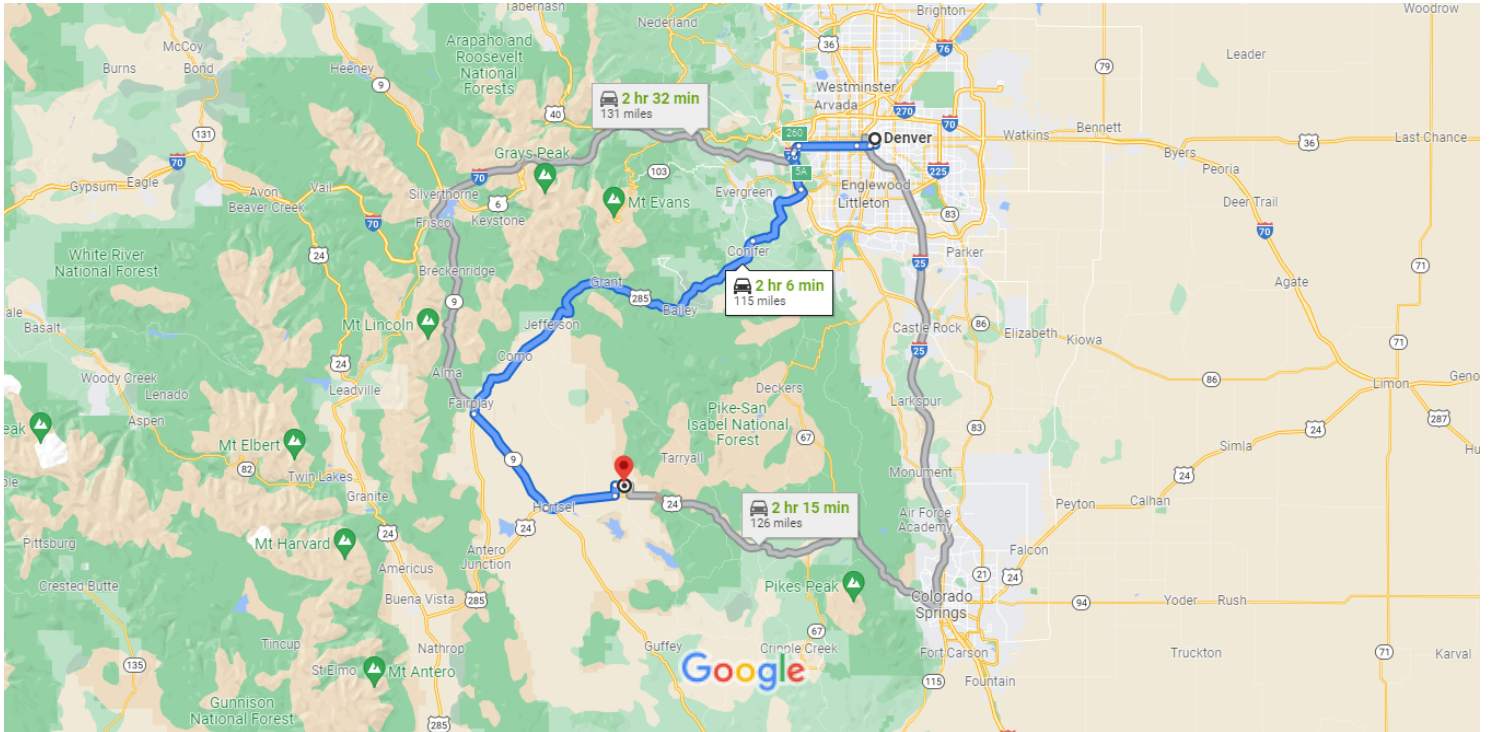 Tabernash
Brighton
Woodrow
McCoy
Nederland
36
76
Leader
Burns
Bond
Heeney
Arapaho and
Roosevelt
National
Forests
79
9
Westminster
2 hr 32 min
131 miles
Arvada
270
40
131
260
70
Denver
Watkins
Bennett
36
Last Chance
70
Grays Peak
70
Byers
Gypsum
Eagle
70
103
5A
225
Peoria
Avon
Vail
Silverthorne
Evergreen
Englewood
Beaver Creek
6
Keystone
Mt Evans
Littleton
Deer Trail
Frisco
70
83
70
24
White River
National Forest
Conifer
Parker
Breckenridge
25
71
Grant
2 hr 6 min
115 miles
Agate
9
285
Bailey
Basalt
Mt Lincoln
Jefferson
Castle Rock
86
Elizabeth
Kiowa
71
25
24
Como
Woody Creek
Alma
Lenado
Leadville
Deckers
86
Limon
Geno
Fairplay
Larkspur
Pike-San
Isabel National
Forest
287
Aspen
eak
83
24
Mt Elbert
67
Simla
9
82
Tarryall
Monument
Twin Lakes
24
Granite
24
2 hr 15 min
126 miles
Peyton
Calhan
Hartsel
24
Air Force
Academy
24
Mt Harvard
Pittsburg
Antero
Junction
Falcon
Americus
21
24
Crested Butte
Pikes Peak
Colorado
Springs
Buena Vista
285
94
Yoder
Rush
67
Tincup
Nathrop
Guffey
Cripple Creek
Fort Carson
Truckton
71
Karval
135
St Elmo
Mt Antero
Google
115
Fountain
Gunnison
National Forest
285